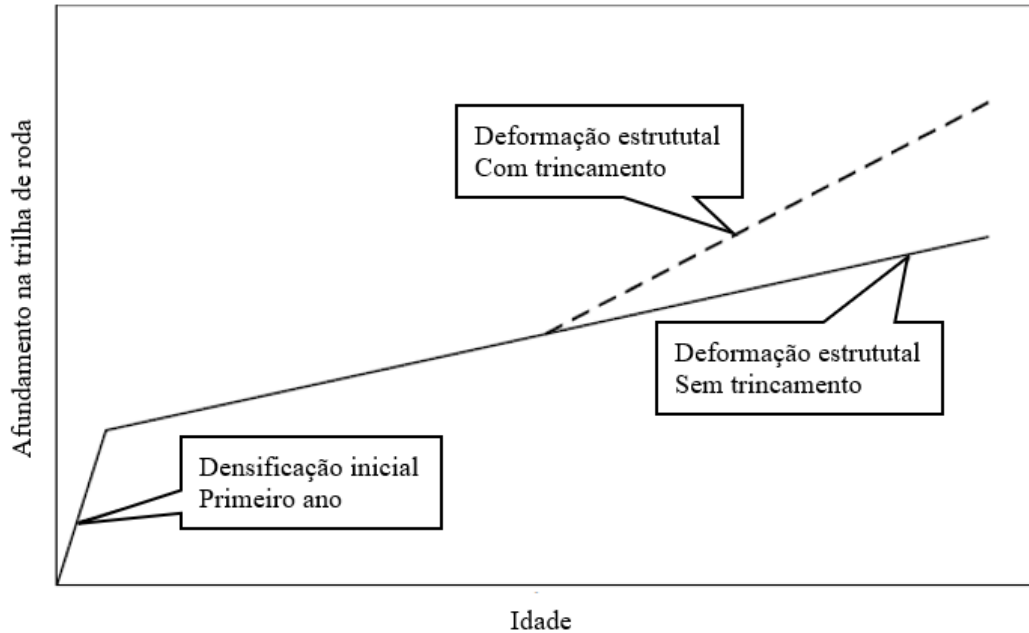 Afundamento na trilha de roda
Deformação estrututal
Com trincamento
Deformação estrututal
Sem trincamento
Densificação inicial
Primeiro ano
Idade